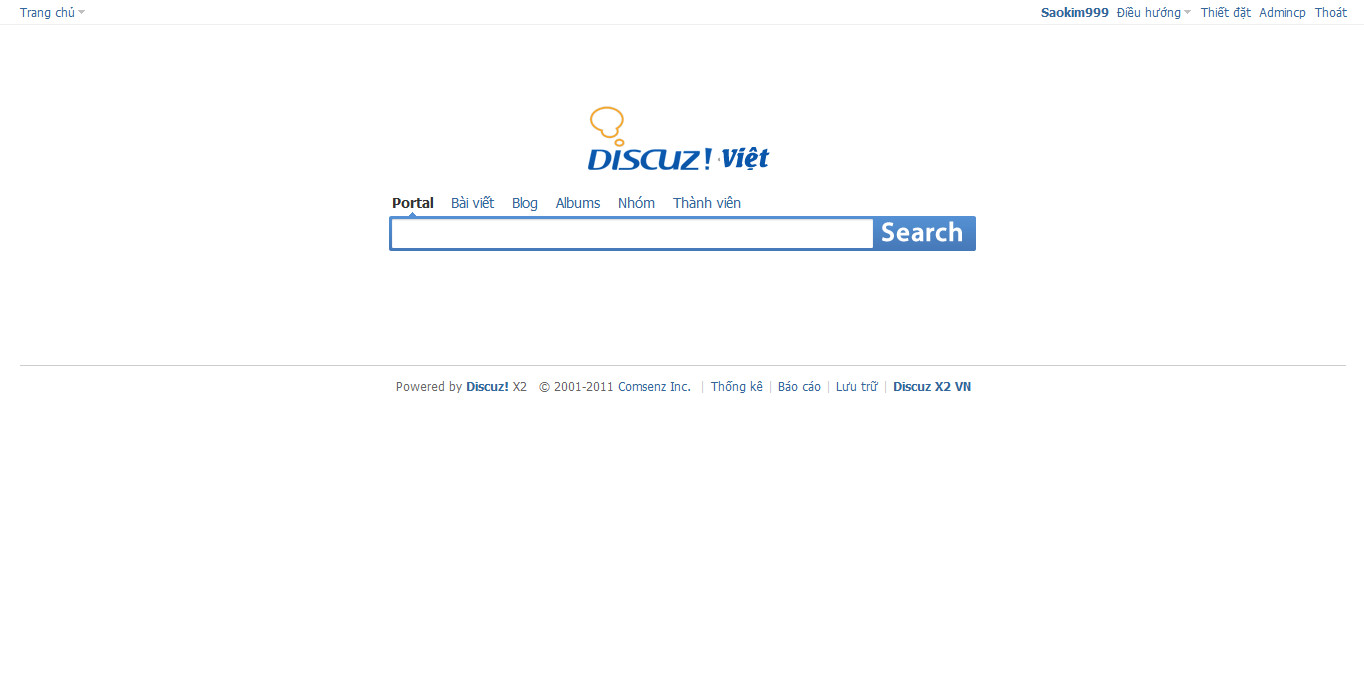 Trang chủ Saokim999 Điều hướng Thiết đặt Admincp Thoát
DISCUZ! Việt
Portal Bài viết Blog Albums Nhóm Thành viên
Search
Powered by Discuz! X2 © 2001-2011 Comsenz Inc. | Thống kê | Báo cáo | Lưu trữ | Discuz X2 VN